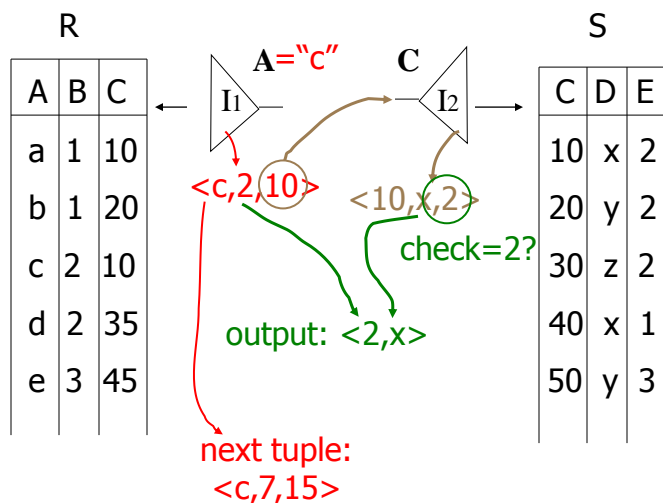 R
S
A="c"
C
I1
I2
A B C
a 1 10
b 1 20
c 2 10
d 2 35
e 3 45
<c,2,10>
<10,x,2>
check=2?
output: <2,x>
next tuple:
<c,7,15>
C D E
10 x 2
20 y 2
30 z 2
40 x 1
50 y 3